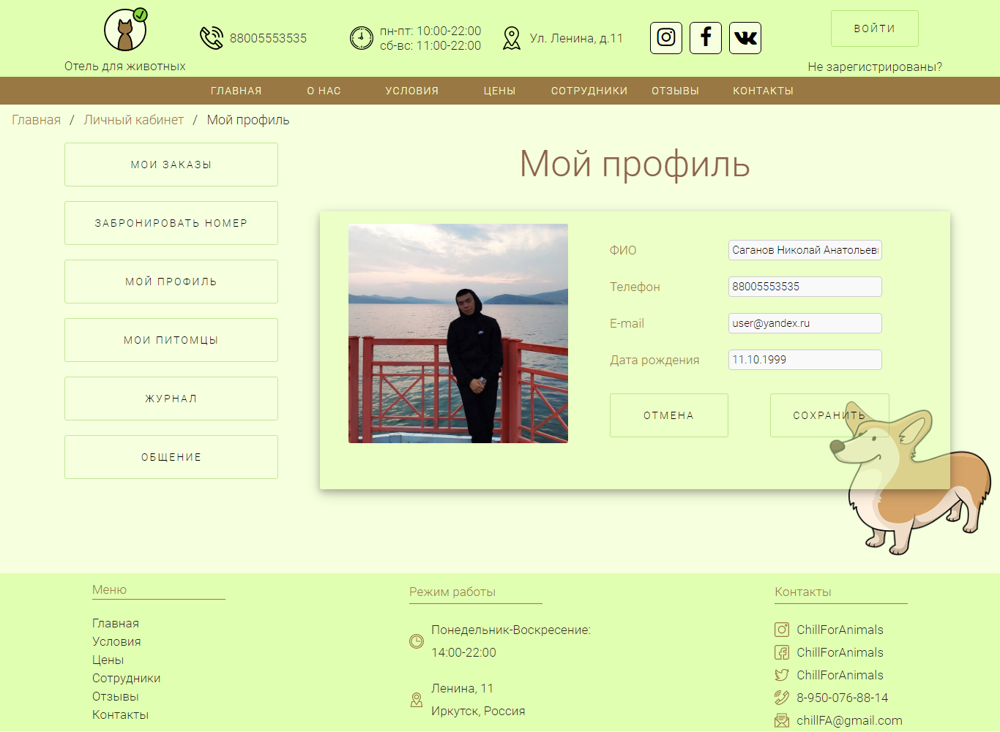 Отель для животных
88005553535
пн-пт: 10:00-22:00
сб-вс: 11:00-22:00
Ул. Ленина, д.11
ВОЙТИ
Не зарегистрированы?
ГЛАВНАЯ О НАС УСЛОВИЯ ЦЕНЫ СОТРУДНИКИ ОТЗЫВЫ КОНТАКТЫ
Главная / Личный кабинет / Мой профиль
МОИ ЗАКАЗЫ
ЗАБРОНИРОВАТЬ НОМЕР
МОЙ ПРОФИЛЬ
МОИ ПИТОМЦЫ
ЖУРНАЛ
ОБЩЕНИЕ
Мой профиль
ФИО Саганов Николай Анатольеви
Телефон 88005553535
E-mail user@yandex.ru
Дата рождения 11.10.1999
ОТМЕНА СОХРАНИТЬ
Меню
Главная
Условия
Цены
Сотрудники
Отзывы
Контакты
Режим работы
Понедельник-Воскресение:
14:00-22:00
Ленина, 11
Иркутск, Россия
Контакты
ChillForAnimals
ChillForAnimals
ChillForAnimals
8-950-076-88-14
chillFA@gmail.com